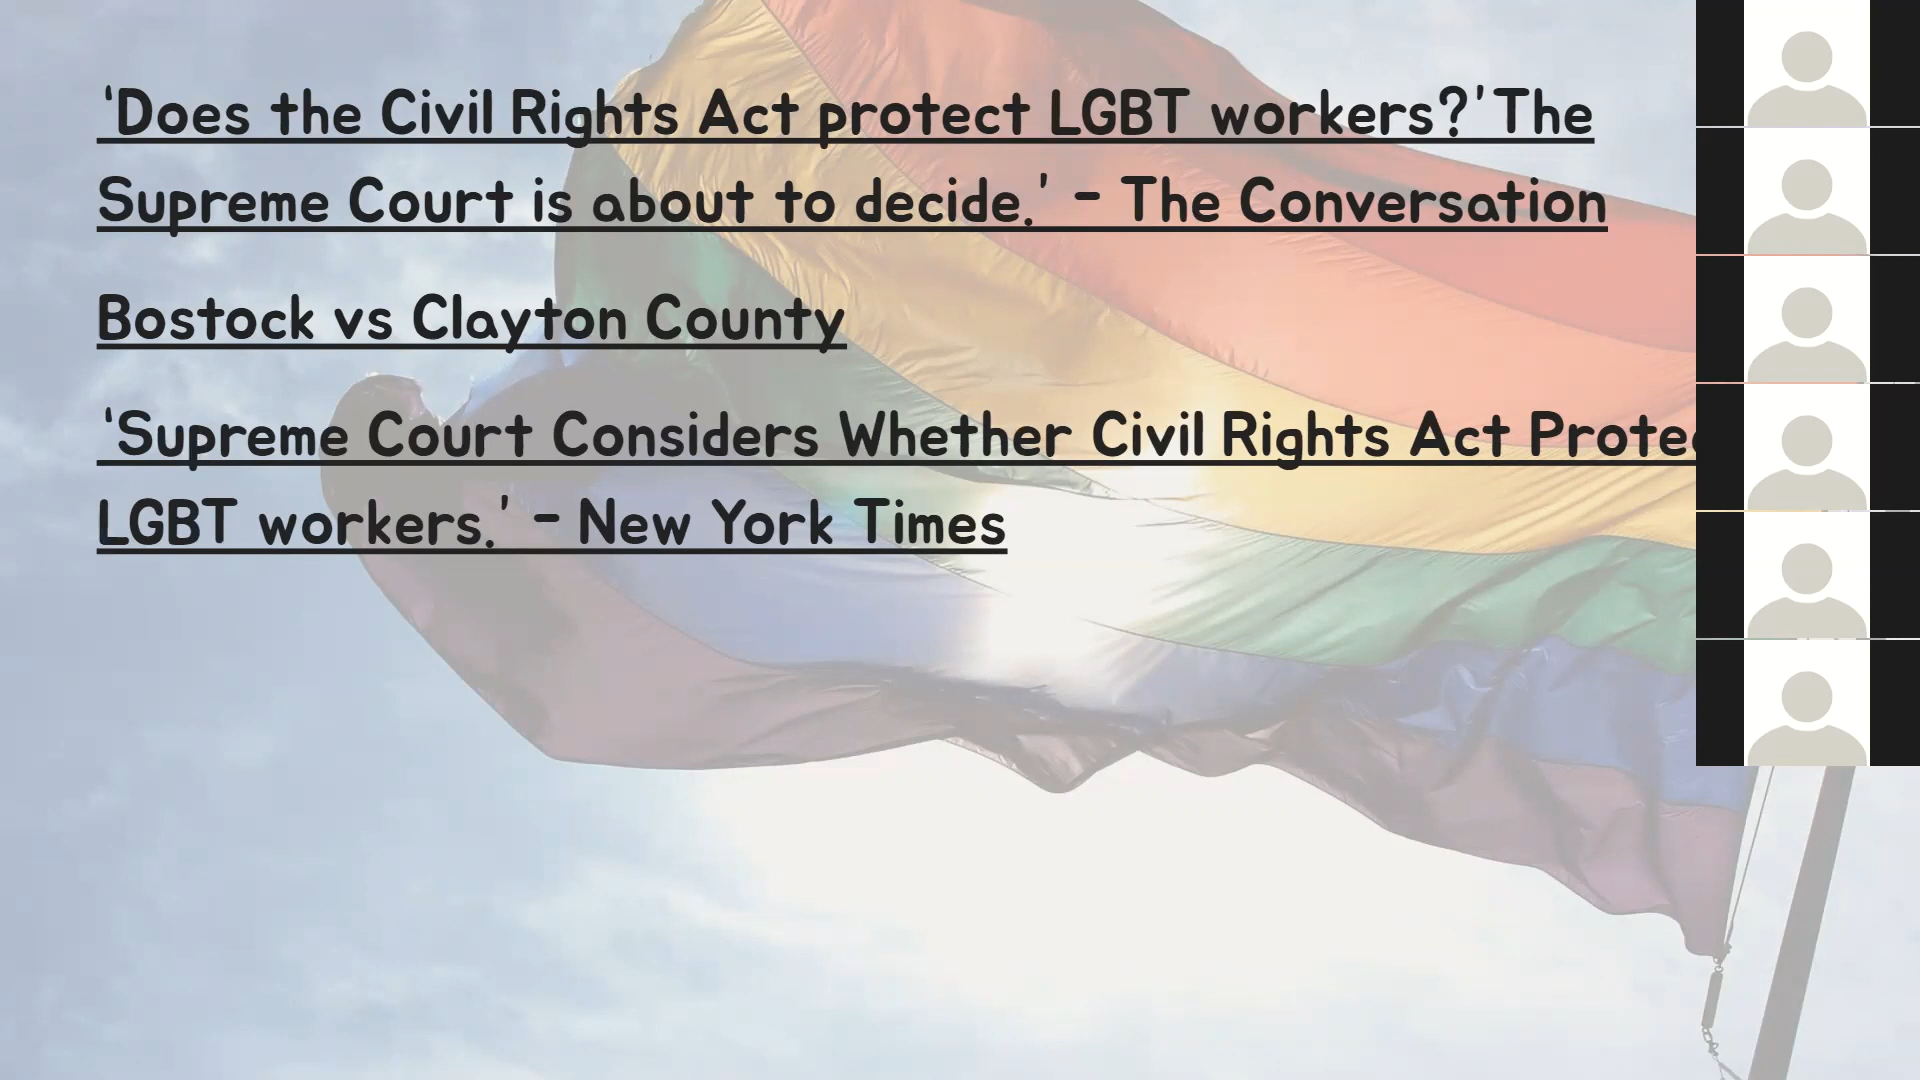 'Does the Civil Rights Act protect LGBT workers?'The
Supreme Court is about to decide.' - The Conversation
Bostock vs Clayton County
'Supreme Court Considers Whether Civil Rights Act
LGBT workers.' - New York Times